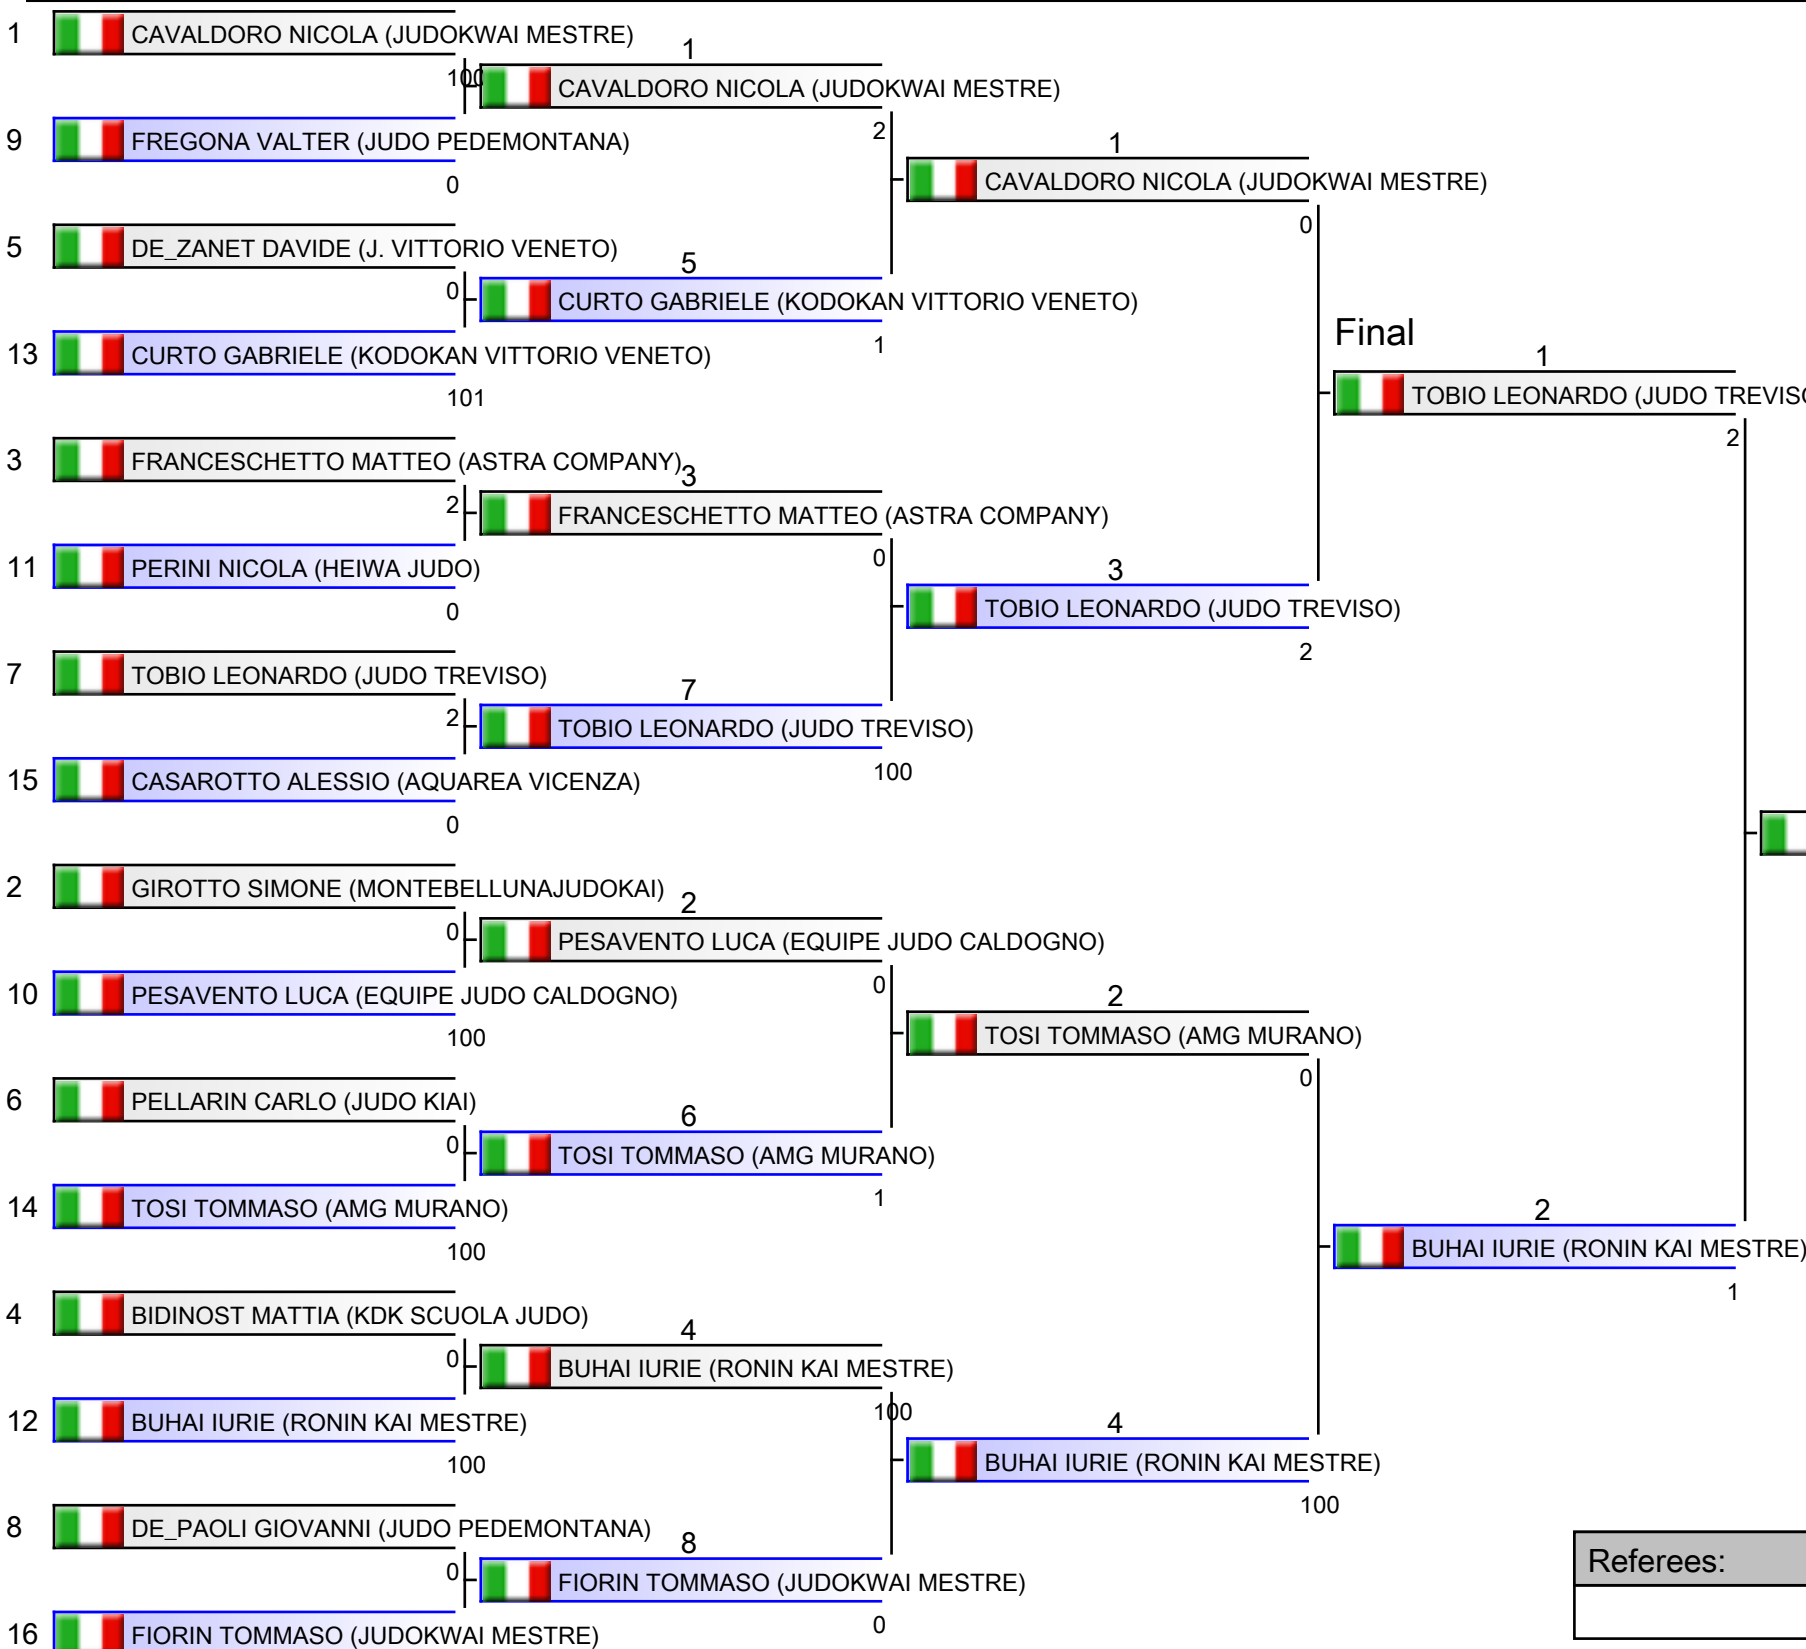 1 CAVALDORO NICOLA (JUDOKWAI MESTRE)
1
100
CAVALDORO NICOLA (JUDOKWAI MESTRE)
9 FREGONA VALTER (JUDO PEDEMONTANA)
2
1
0
CAVALDORO NICOLA (JUDOKWAI MESTRE)
0
5 DE_ZANET DAVIDE (J. VITTORIO VENETO)
5
0
CURTO GABRIELE (KODOKAN VITTORIO VENETO)
Final
13 CURTO GABRIELE (KODOKAN VITTORIO VENETO)
1
1
101
TOBIO LEONARDO (JUDO TREVISO
2
3 FRANCESCHETTO MATTEO (ASTRA COMPANY)
3
2
FRANCESCHETTO MATTEO (ASTRA COMPANY)
11 PERINI NICOLA (HEIWA JUDO)
0
3
0
TOBIO LEONARDO (JUDO TREVISO)
2
7 TOBIO LEONARDO (JUDO TREVISO)
7
2
TOBIO LEONARDO (JUDO TREVISO)
15 CASAROTTO ALESSIO (AQUAREA VICENZA)
100
0
2 GIROTTO SIMONE (MONTEBELLUNAJUDOKAI)
2
0
PESAVENTO LUCA (EQUIPE JUDO CALDOGNO)
10 PESAVENTO LUCA (EQUIPE JUDO CALDOGNO)
0
2
100
TOSI TOMMASO (AMG MURANO)
0
6 PELLARIN CARLO (JUDO KIAI)
6
0
TOSI TOMMASO (AMG MURANO)
14 TOSI TOMMASO (AMG MURANO)
1
2
100
BUHAI IURIE (RONIN KAI MESTRE)
1
4 BIDINOST MATTIA (KDK SCUOLA JUDO)
4
0
BUHAI IURIE (RONIN KAI MESTRE)
12 BUHAI IURIE (RONIN KAI MESTRE)
100
4
100
BUHAI IURIE (RONIN KAI MESTRE)
100
8 DE_PAOLI GIOVANNI (JUDO PEDEMONTANA)
8
0
FIORIN TOMMASO (JUDOKWAI MESTRE)
Referees:
16 FIORIN TOMMASO (JUDOKWAI MESTRE)
0